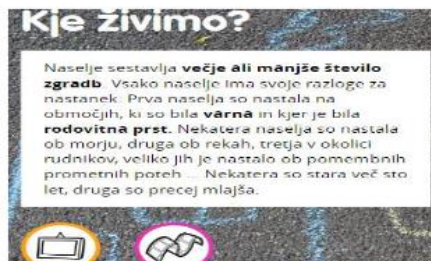 Kje živimo?
Naselje sestavlja večje ali manjše število
zgradb. Vsako naselje ima svoje razloge za
nastanek. Prva naselja so nastala na
območjih, ki so bila varna in kjer je bila
rodovitna prst. Nekatera naselja so nastala
ob morju, druga ob rekah, tretja v okolici
rudnikov, veliko jih je nastalo ob pomembnih
prometnih poteh ... Nekatera so stara več sto
let, druga so precej mlajša.